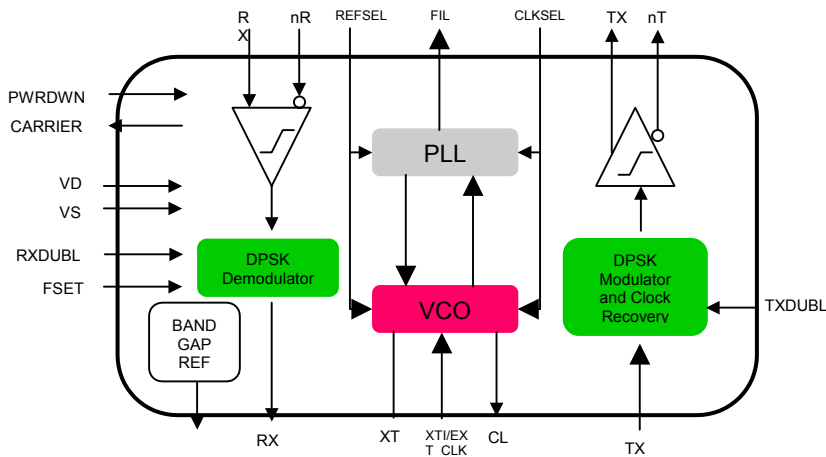 R
X
nR
REFSEL
FIL
CLKSEL
TX
nT
PWRDWN
CARRIER
PLL
VD
VS
RXDUBL
FSET
DPSK
Demodulator
DPSK
Modulator
and Clock
Recovery
VCO
TXDUBL
BAND
GAP
REF
RX
XT
XTI/EX
T CLK
CL
TX